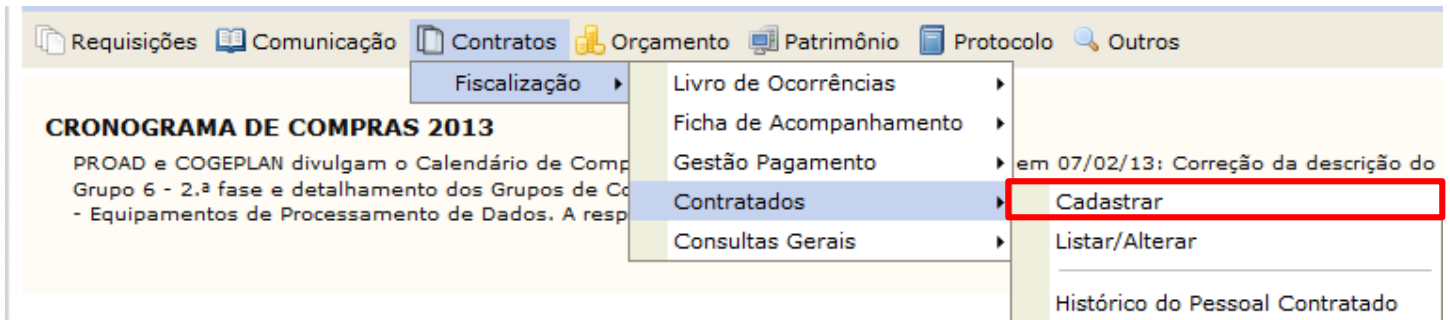 Requisições Comunicação Contratos Orçamento Patrimônio Protocolo Outros
Fiscalização
Livro de Ocorrências
Ficha de Acompanhamento
Gestão Pagamento
Contratados
Consultas Gerais
Cadastrar
Listar/Alterar
Histórico do Pessoal Contratado
CRONOGRAMA DE COMPRAS 2013
PROAD e COGEPLAN divulgam o Calendário de Comp em 07/02/13: Correção da descrição do
Grupo 6 - 2.ª fase e detalhamento dos Grupos de Co
- Equipamentos de Processamento de Dados. A resp